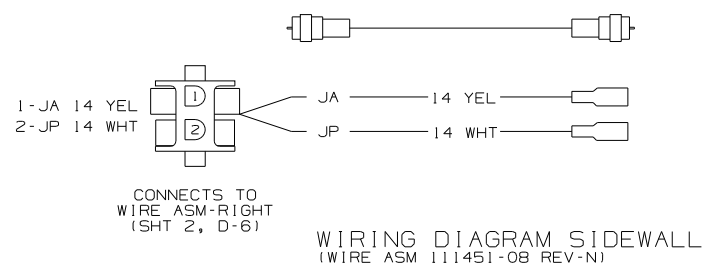 1-JA 14 YEL
2-JP 14 WHT
1
2
JA 14 YEL
JP 14 WHT
CONNECTS TO
WIRE ASM-RIGHT
(SHT 2, D-6)
WIRING DIAGRAM SIDEWALL
(WIRE ASM 111451-08 REV-N)